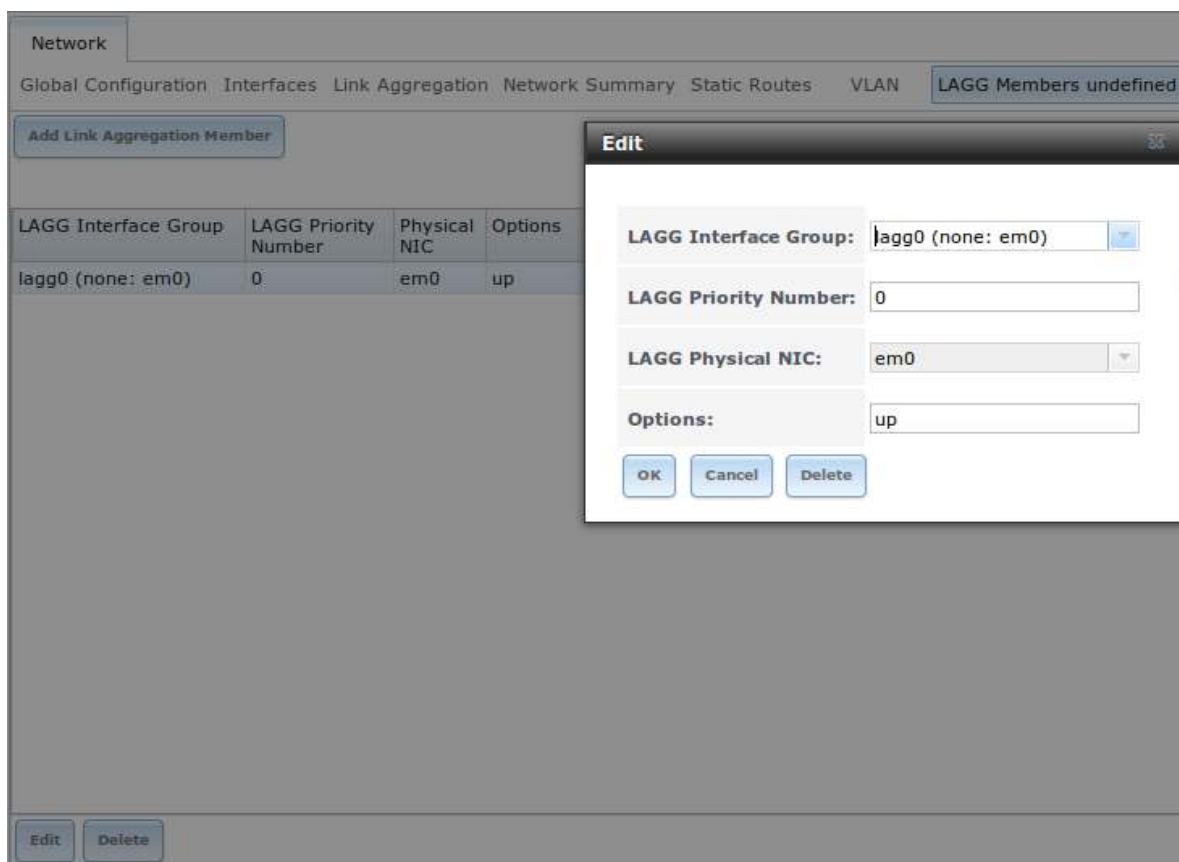 Network
Global Configuration Interfaces Link Aggregation Network Summary Static Routes VLAN LAGG Members undefined
Add Link Aggregation Member
Edit
LAGG Interface Group LAGG Priority Number Physical NIC Options
lagg0 (none: em0) 0 em0 up
LAGG Interface Group: lagg0 (none: em0)
LAGG Priority Number: 0
LAGG Physical NIC: em0
Options: up
OK Cancel Delete
Edit Delete